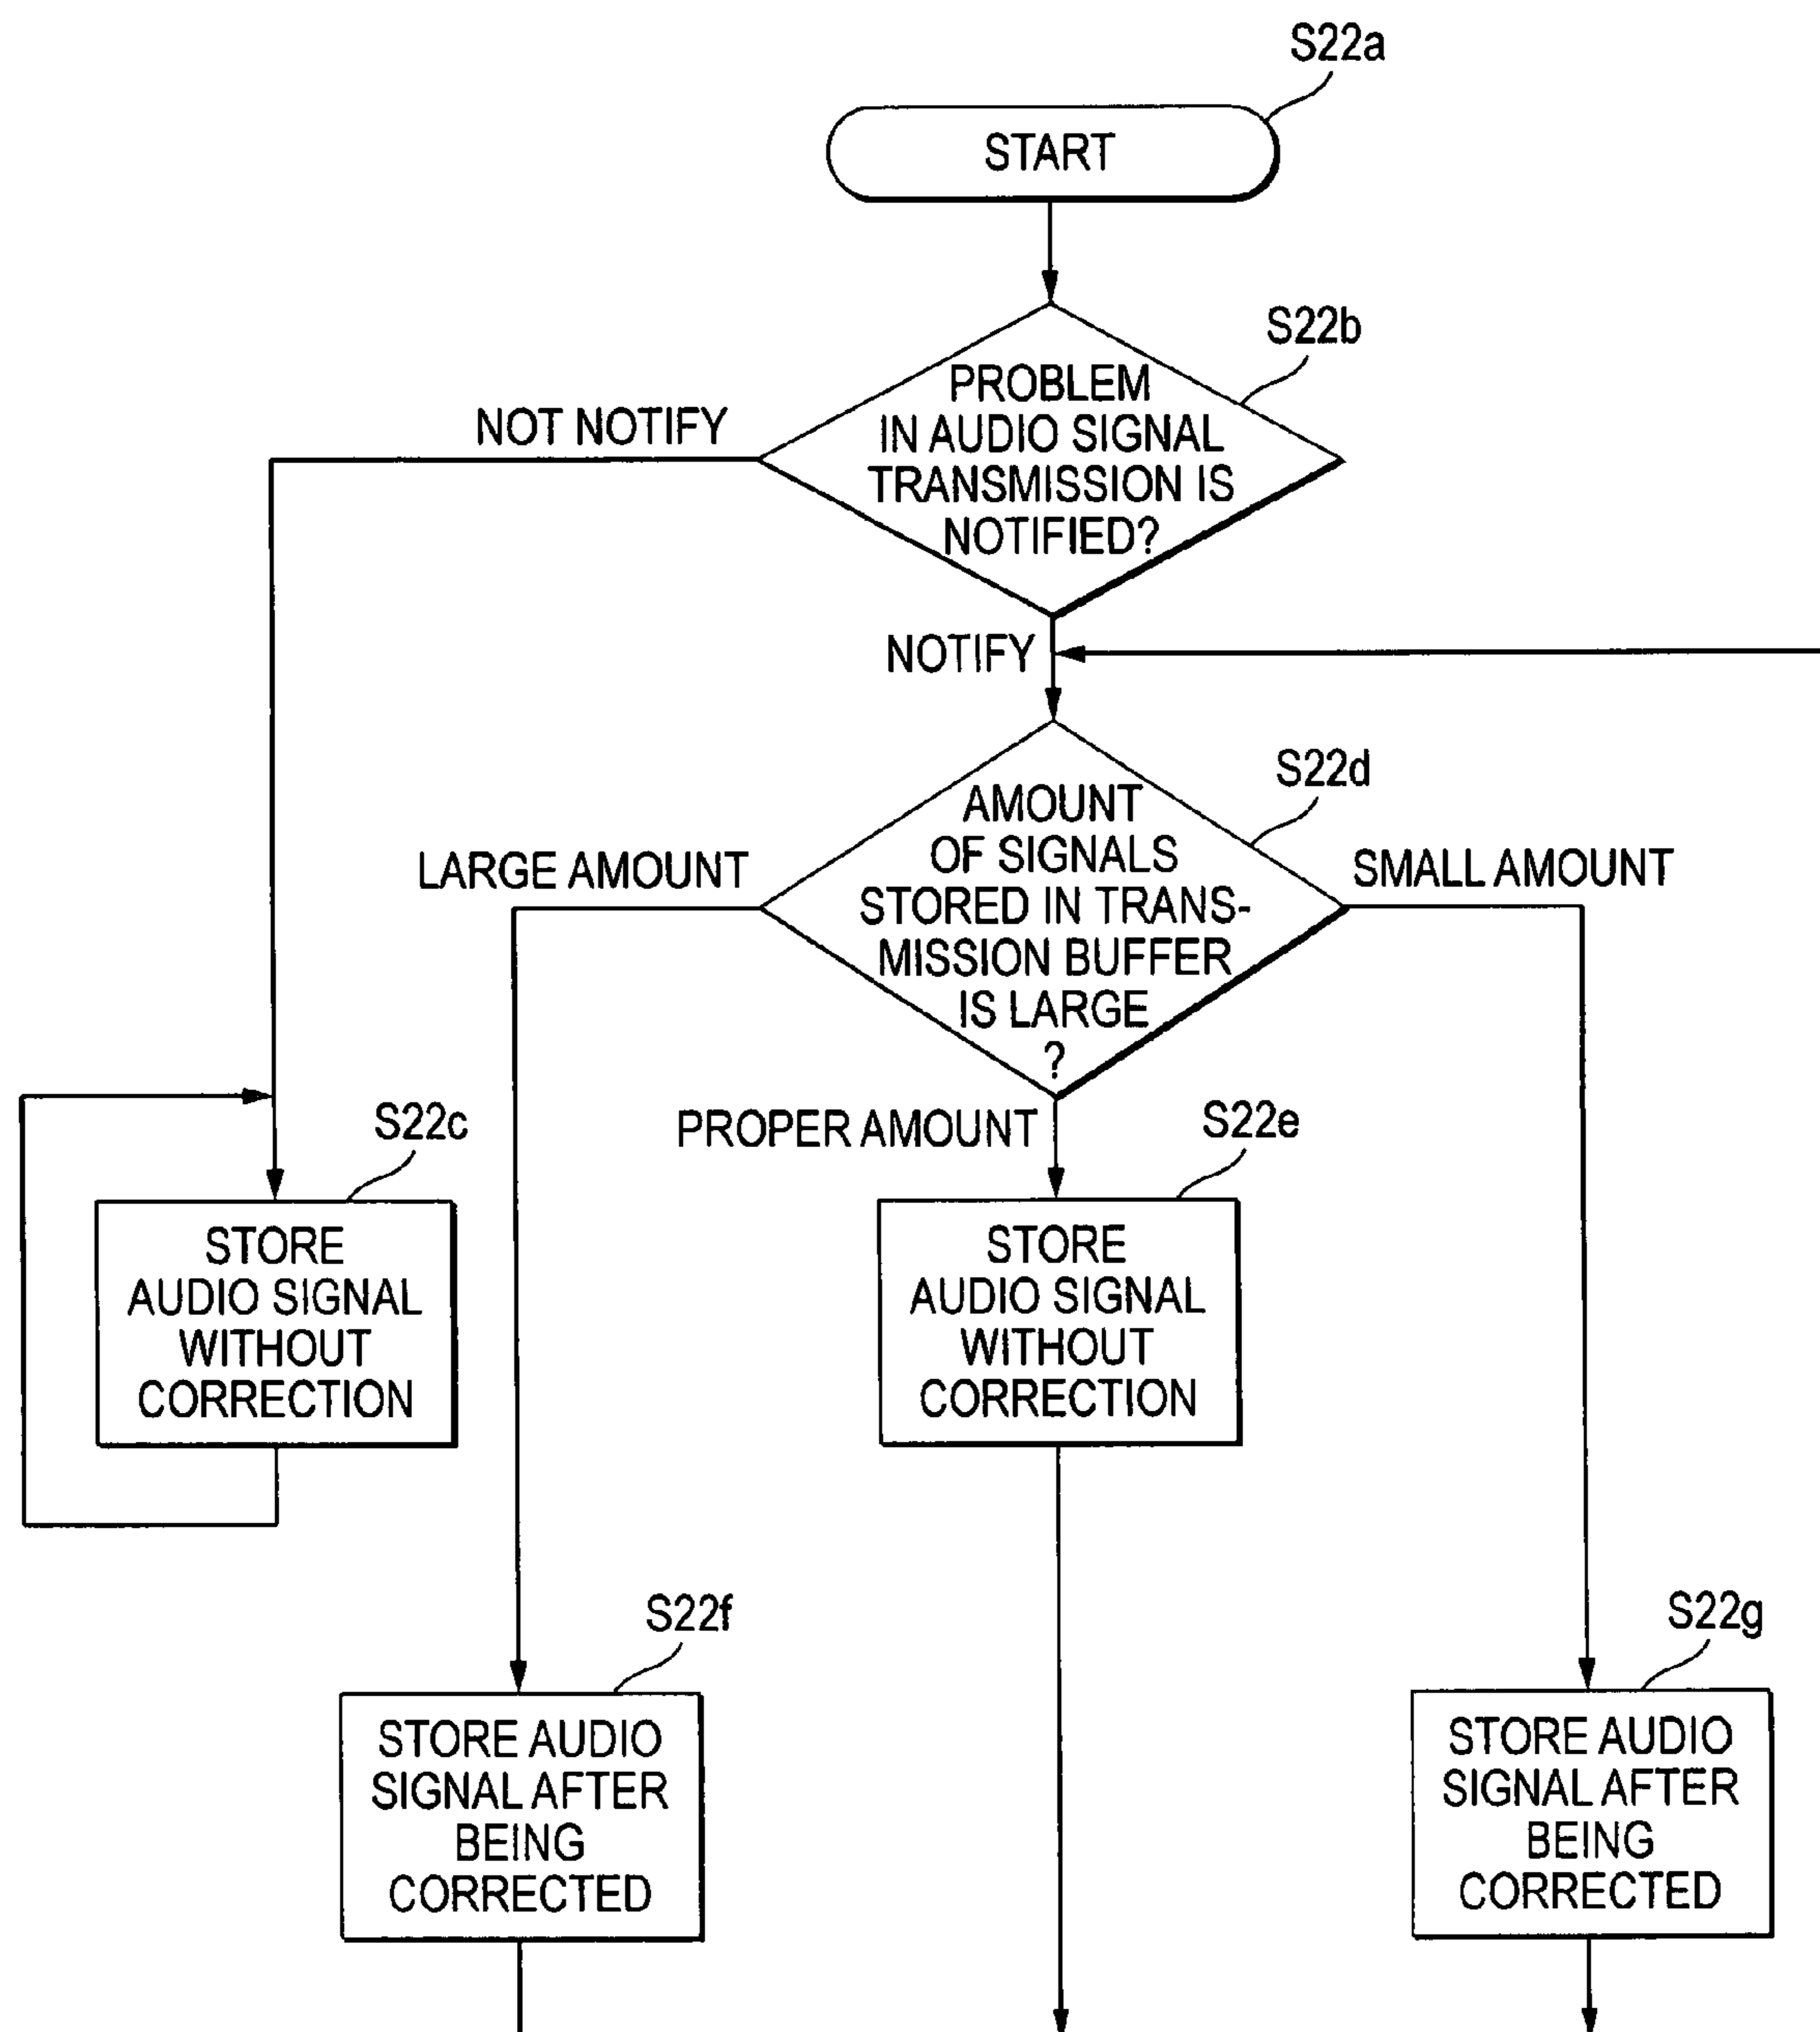 S22a
START
S22b
PROBLEM
IN AUDIO SIGNAL
TRANSMISSION IS
NOTIFIED?
NOT NOTIFY
NOTIFY
S22d
AMOUNT
OF SIGNALS
STORED IN TRANS-
MISSION BUFFER
IS LARGE
?
LARGE AMOUNT
SMALL AMOUNT
PROPER AMOUNT
S22c
STORE
AUDIO SIGNAL
WITHOUT
CORRECTION
S22e
STORE
AUDIO SIGNAL
WITHOUT
CORRECTION
S22f
STORE AUDIO
SIGNAL AFTER
BEING
CORRECTED
S22g
STORE AUDIO
SIGNAL AFTER
BEING
CORRECTED